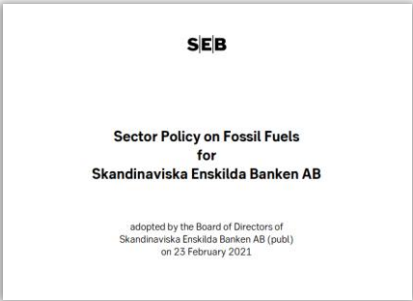 SEB
Sector Policy on Fossil Fuels
for
Skandinaviska Enskilda Banken AB
adopted by the Board of Directors of
Skandinaviska Enskilda Banken AB (publ)
on 23 February 2021